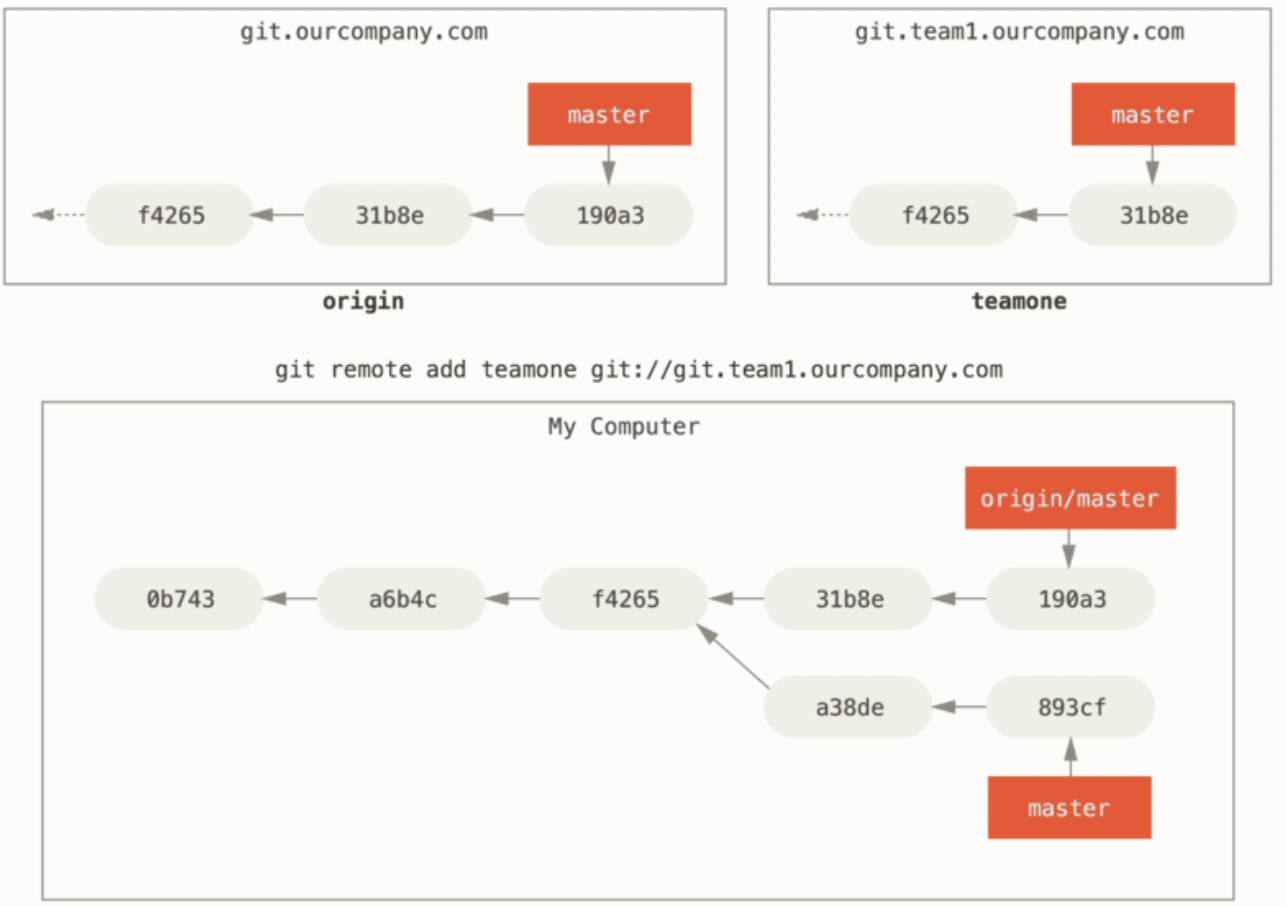 git.ourcompany.com
master
f4265
31b8e
190a3
origin
git.team1.ourcompany.com
master
f4265
31b8e
teamone
git remote add teamone git://git.team1.ourcompany.com
My Computer
origin/master
0b743
a6b4c
f4265
31b8e
190a3
a38de
893cf
master